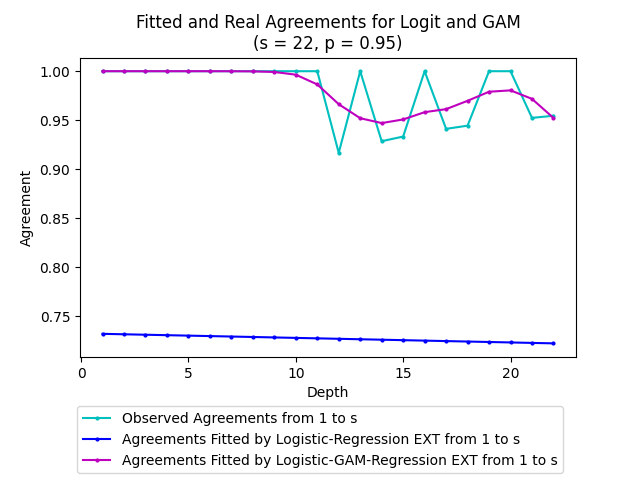 Fitted and Real Agreements for Logit and GAM
(s = 22, p = 0.95)
1.00
0.95
0.90
0.85
0.80
0.75
Agreement
0 5 10 15 20
Depth
Observed Agreements from 1 to s
Agreements Fitted by Logistic-Regression EXT from 1 to s
Agreements Fitted by Logistic-GAM-Regression EXT from 1 to s